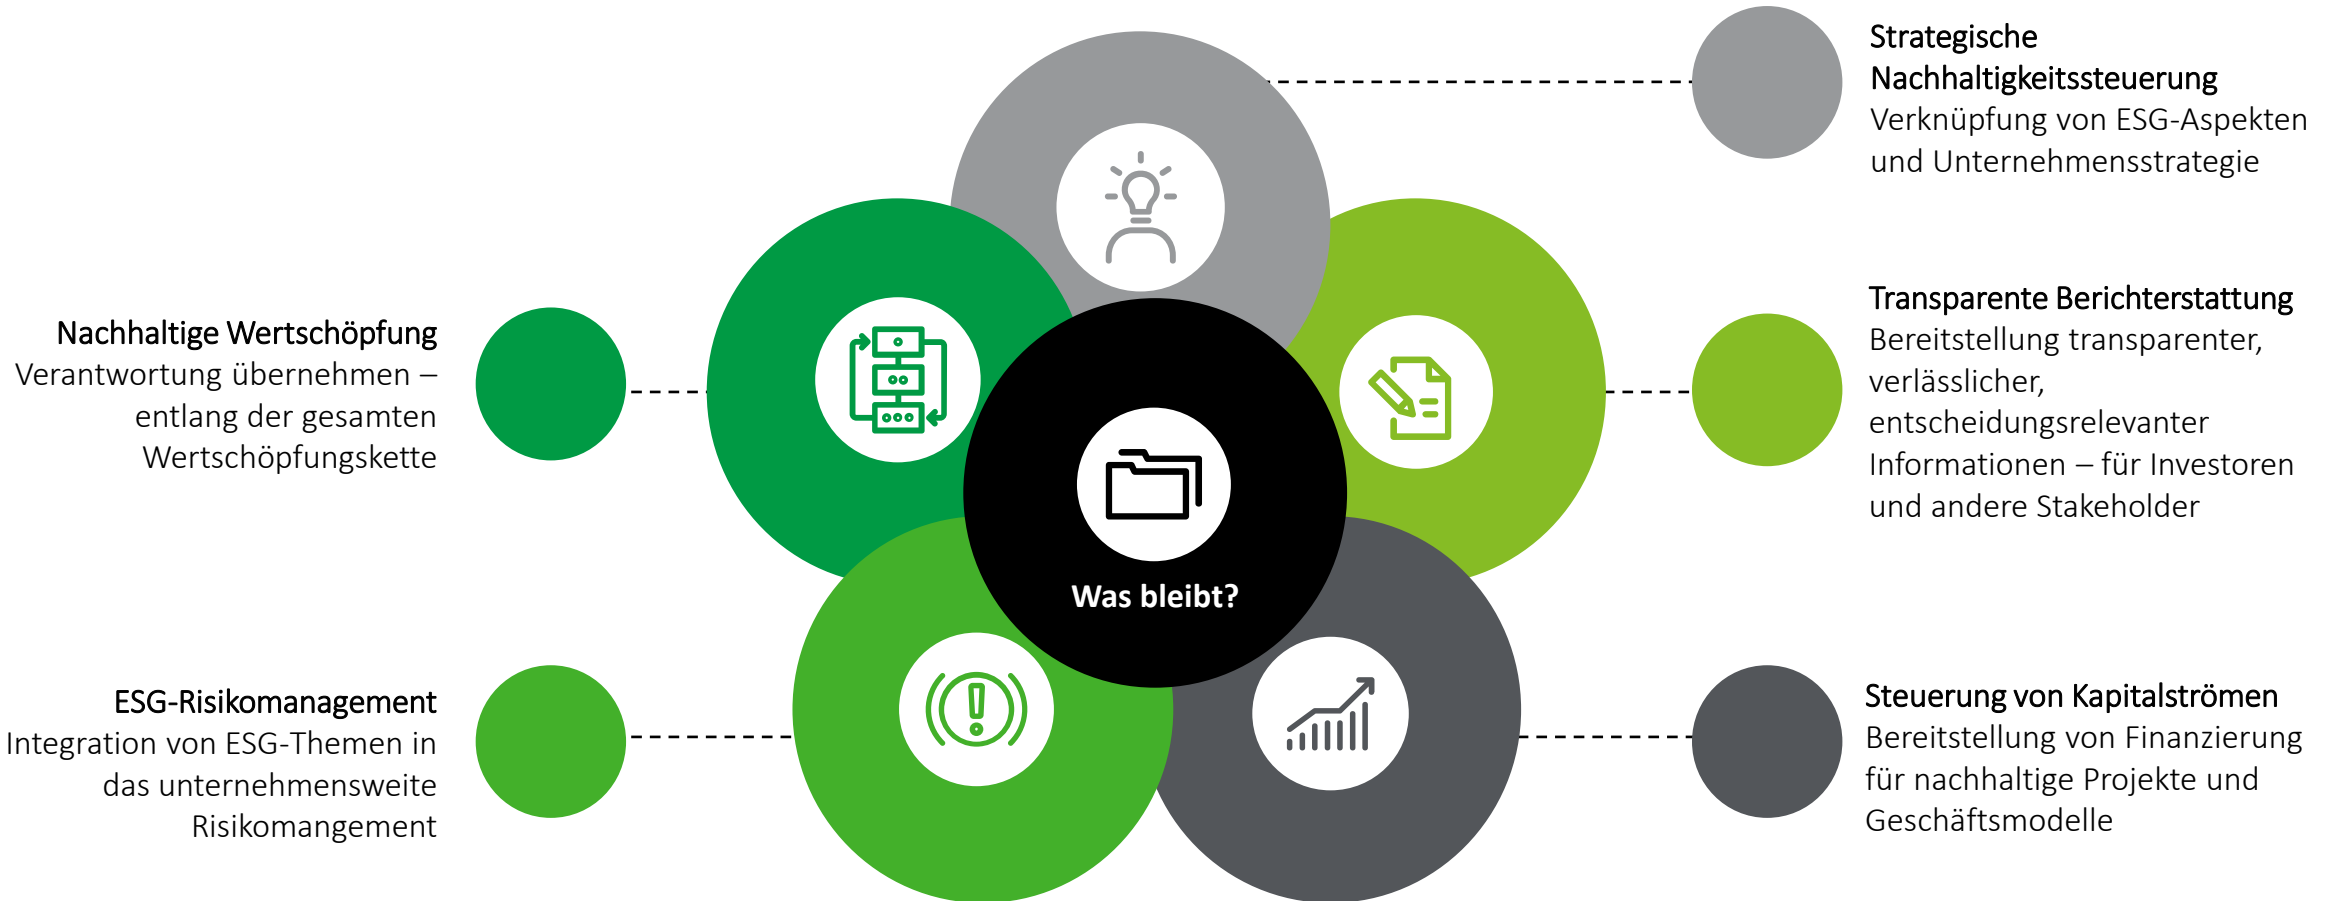 Strategische
Nachhaltigkeitssteuerung
Verknüpfung von ESG-Aspekten
und Unternehmensstrategie
Transparente Berichterstattung
Bereitstellung transparenter,
verlässlicher,
entscheidungsrelevanter
Informationen – für Investoren
und andere Stakeholder
Nachhaltige Wertschöpfung
Verantwortung übernehmen –
entlang der gesamten
Wertschöpfungskette
Was bleibt?
ESG-Risikomanagement
Integration von ESG-Themen in
das unternehmensweite
Risikomangement
Steuerung von Kapitalströmen
Bereitstellung von Finanzierung
für nachhaltige Projekte und
Geschäftsmodelle